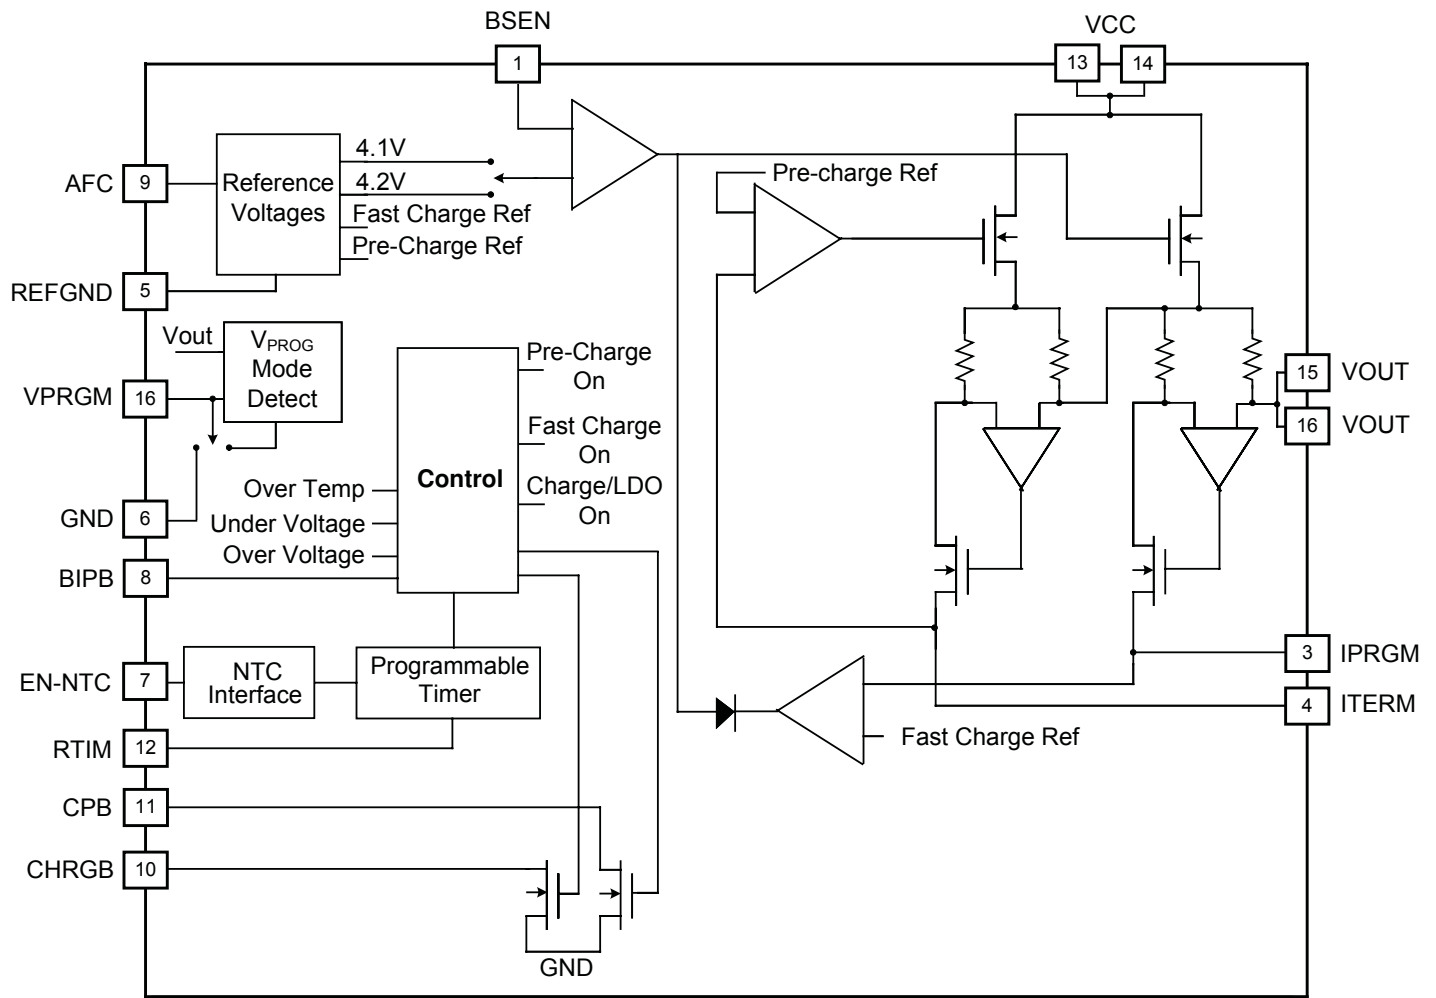 BSEN
1
VCC
13
14
AFC
9
Reference
Voltages
4.1V
4.2V
Fast Charge Ref
Pre-Charge Ref
Pre-charge Ref
REFGND
5
Vout
VPROG
Mode
Detect
VPRGM
16
GND
6
BIPB
8
Over Temp
Under Voltage
Over Voltage
Control
Pre-Charge
On
Fast Charge
On
Charge/LDO
On
15
VOUT
16
VOUT
EN-NTC
7
NTC
Interface
Programmable
Timer
RTIM
12
CPB
11
CHRGB
10
GND
3
IPRGM
4
ITERM
Fast Charge Ref